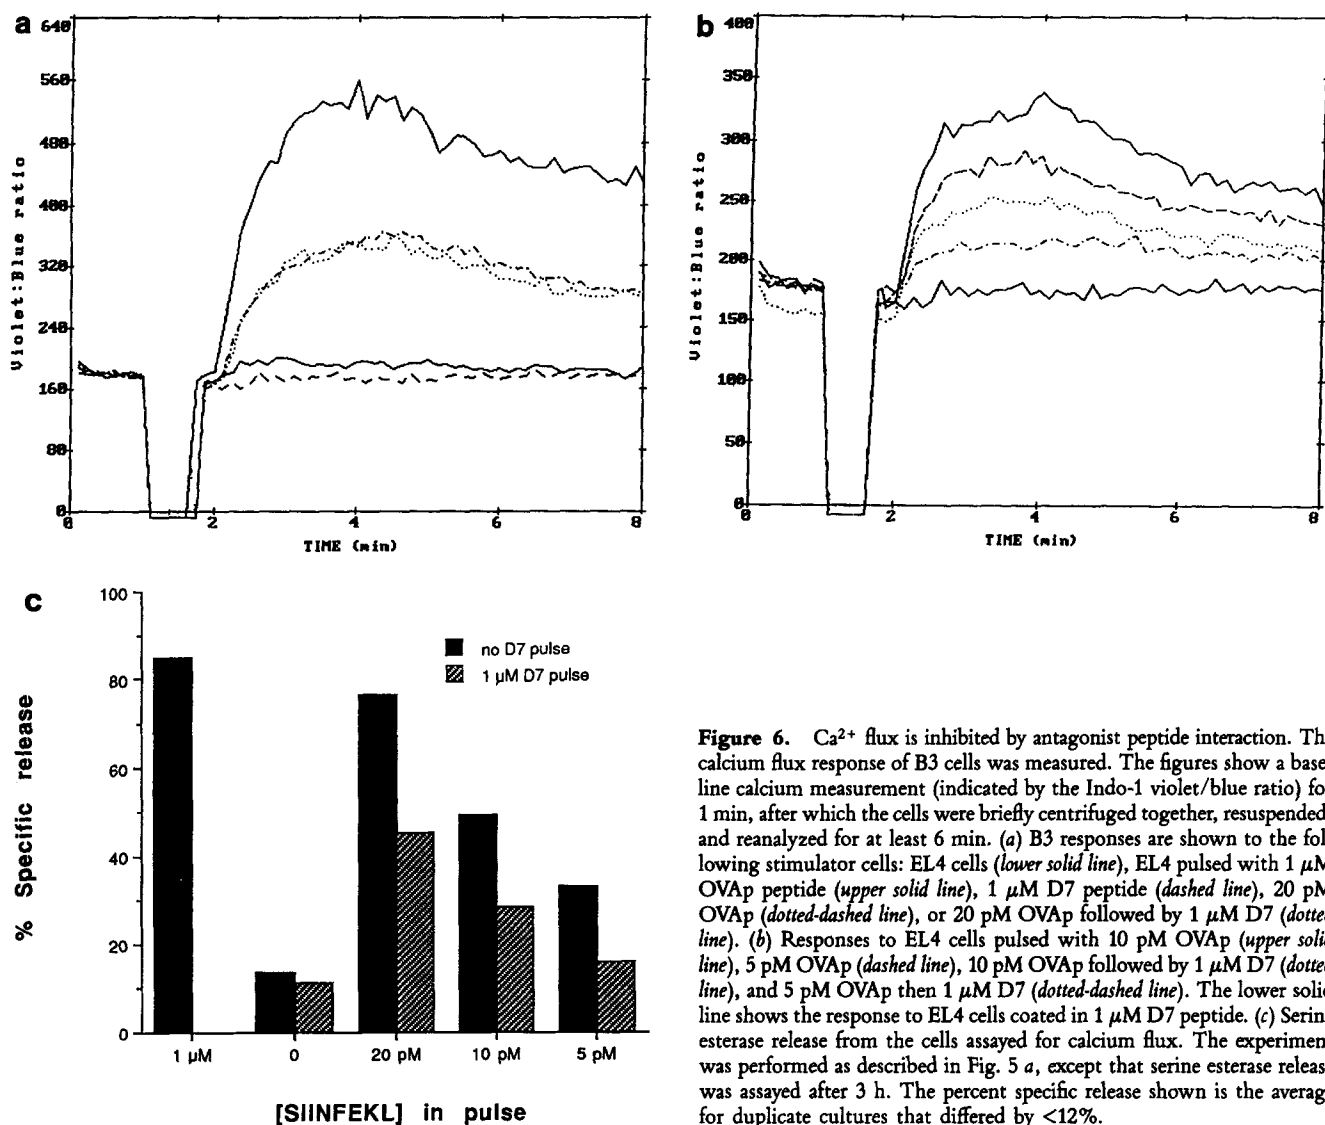 a
640
560
480
400
320
240
160
80
0
0 2 4 6 8
Violet:Blue ratio
TIME (min)
b
400
350
300
250
200
150
100
50
0
0 2 4 6 8
Violet:Blue ratio
TIME (min)
c
100
80
60
40
20
0
% Specific release
no D7 pulse
1 µM D7 pulse
1 µM 0 20 pM 10 pM 5 pM
[SIINFEKL] in pulse
Figure 6. Ca²⁺ flux is inhibited by antagonist peptide interaction. Th
calcium flux response of B3 cells was measured. The figures show a base
line calcium measurement (indicated by the Indo-1 violet/blue ratio) fo
1 min, after which the cells were briefly centrifuged together, resuspended
and reanalyzed for at least 6 min. (a) B3 responses are shown to the fol
lowing stimulator cells: EL4 cells (lower solid line), EL4 pulsed with 1 µM
OVAp peptide (upper solid line), 1 µM D7 peptide (dashed line), 20 pM
OVAp (dotted-dashed line), or 20 pM OVAp followed by 1 µM D7 (dotte
line). (b) Responses to EL4 cells pulsed with 10 pM OVAp (upper soli
line), 5 pM OVAp (dashed line), 10 pM OVAp followed by 1 µM D7 (dotte
line), and 5 pM OVAp then 1 µM D7 (dotted-dashed line). The lower soli
line shows the response to EL4 cells coated in 1 µM D7 peptide. (c) Serin
esterase release from the cells assayed for calcium flux. The experimen
was performed as described in Fig. 5 a, except that serine esterase releas
was assayed after 3 h. The percent specific release shown is the averag
for duplicate cultures that differed by <12%.